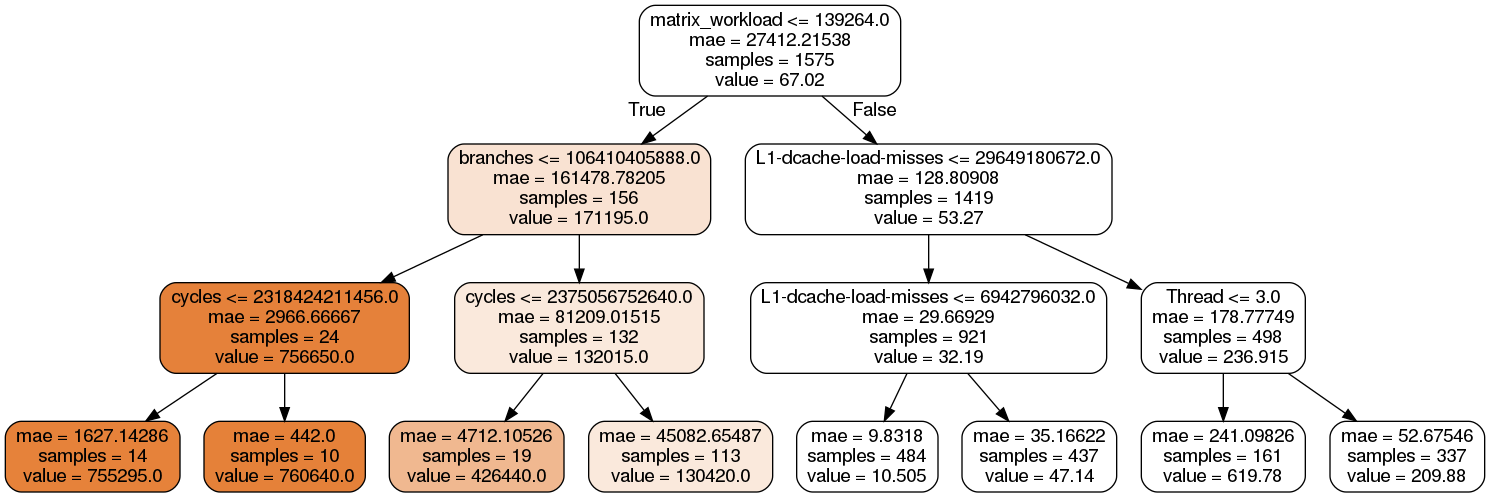 matrix_workload <= 139264.0
mae = 27412.21538
samples = 1575
value = 67.02
True
False
branches <= 106410405888.0
mae = 161478.78205
samples = 156
value = 171195.0
L1-dcache-load-misses <= 29649180672.0
mae = 128.80908
samples = 1419
value = 53.27
cycles <= 2318424211456.0
mae = 2966.66667
samples = 24
value = 756650.0
cycles <= 2375056752640.0
mae = 81209.01515
samples = 132
value = 132015.0
L1-dcache-load-misses <= 6942796032.0
mae = 29.66929
samples = 921
value = 32.19
Thread <= 3.0
mae = 178.77749
samples = 498
value = 236.915
mae = 1627.14286
samples = 14
value = 755295.0
mae = 442.0
samples = 10
value = 760640.0
mae = 4712.10526
samples = 19
value = 426440.0
mae = 45082.65487
samples = 113
value = 130420.0
mae = 9.8318
samples = 484
value = 10.505
mae = 35.16622
samples = 437
value = 47.14
mae = 241.09826
samples = 161
value = 619.78
mae = 52.67546
samples = 337
value = 209.88